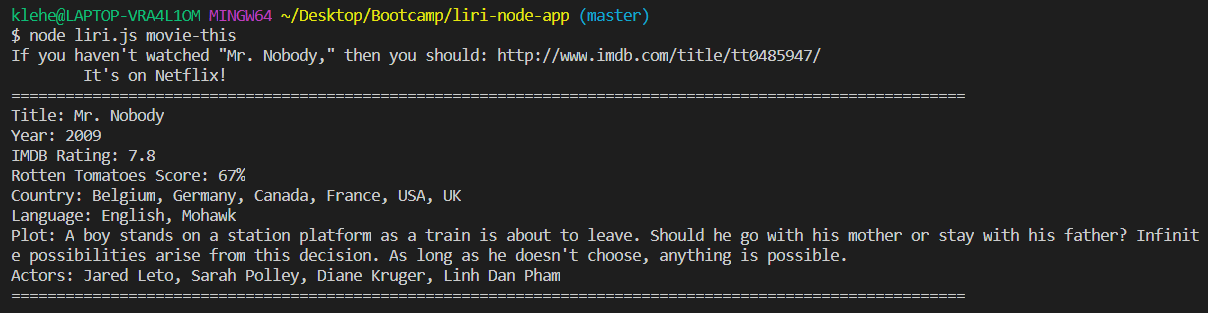 klehe@LAPTOP-VRA4L1OM MINGW64 ~/Desktop/Bootcamp/liri-node-app (master)
$ node liri.js movie-this
If you haven't watched "Mr. Nobody," then you should: http://www.imdb.com/title/tt0485947/
        It's on Netflix!
==========================================================================================================
Title: Mr. Nobody
Year: 2009
IMDB Rating: 7.8
Rotten Tomatoes Score: 67%
Country: Belgium, Germany, Canada, France, USA, UK
Language: English, Mohawk
Plot: A boy stands on a station platform as a train is about to leave. Should he go with his mother or stay with his father? Infinit
e possibilities arise from this decision. As long as he doesn't choose, anything is possible.
Actors: Jared Leto, Sarah Polley, Diane Kruger, Linh Dan Pham
==========================================================================================================